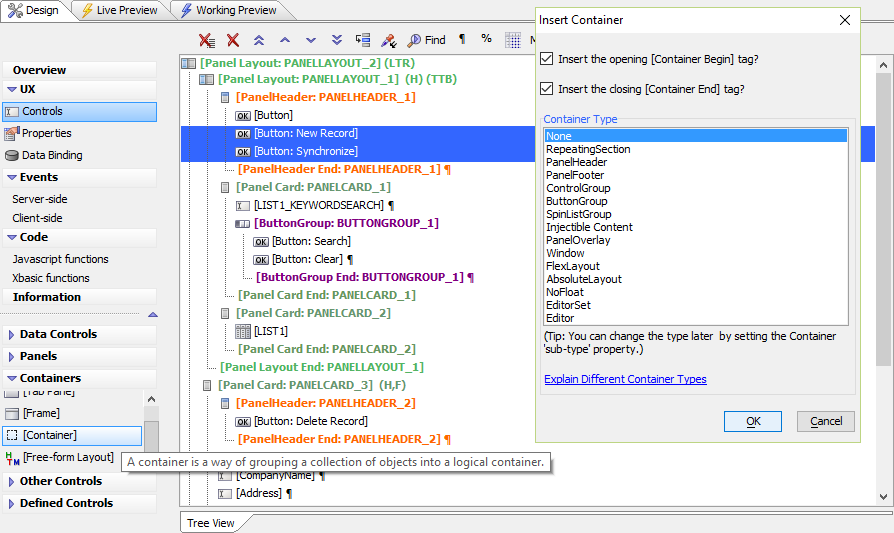 Design
Live Preview
Working Preview
Find ¶ %
Overview
UX
Controls
Properties
Data Binding
Events
Server-side
Client-side
Code
Javascript functions
Xbasic functions
Information
Data Controls
Panels
Containers
[Frame]
[Container]
[Free-form Layout]
Other Controls
Defined Controls
[Panel Layout: PANELLAYOUT_2] (LTR)
[Panel Layout: PANELLAYOUT_1] (H) (TTB)
[PanelHeader: PANELHEADER_1]
[Button]
[Button: New Record]
[Button: Synchronize]
[PanelHeader End: PANELHEADER_1] ¶
[Panel Card: PANELCARD_1]
[LIST1_KEYWORDSEARCH] ¶
[ButtonGroup: BUTTONGROUP_1]
[Button: Search]
[Button: Clear] ¶
[ButtonGroup End: BUTTONGROUP_1] ¶
[Panel Card End: PANELCARD_1]
[Panel Card: PANELCARD_2]
[LIST1]
[Panel Card End: PANELCARD_2]
[Panel Layout End: PANELLAYOUT_1]
[Panel Card: PANELCARD_3] (H,F)
[PanelHeader: PANELHEADER_2]
[Button: Delete Record]
[PanelHeader End: PANELHEADER_2] ¶
A container is a way of grouping a collection of objects into a logical container.
[CompanyName] ¶
[Address] ¶
Tree View
Insert Container
Insert the opening [Container Begin] tag?
Insert the closing [Container End] tag?
Container Type
None
RepeatingSection
PanelHeader
PanelFooter
ControlGroup
ButtonGroup
SpinListGroup
Injectible Content
PanelOverlay
Window
FlexLayout
AbsoluteLayout
NoFloat
EditorSet
Editor
(Tip: You can change the type later by setting the Container
'sub-type' property.)
Explain Different Container Types
OK
Cancel